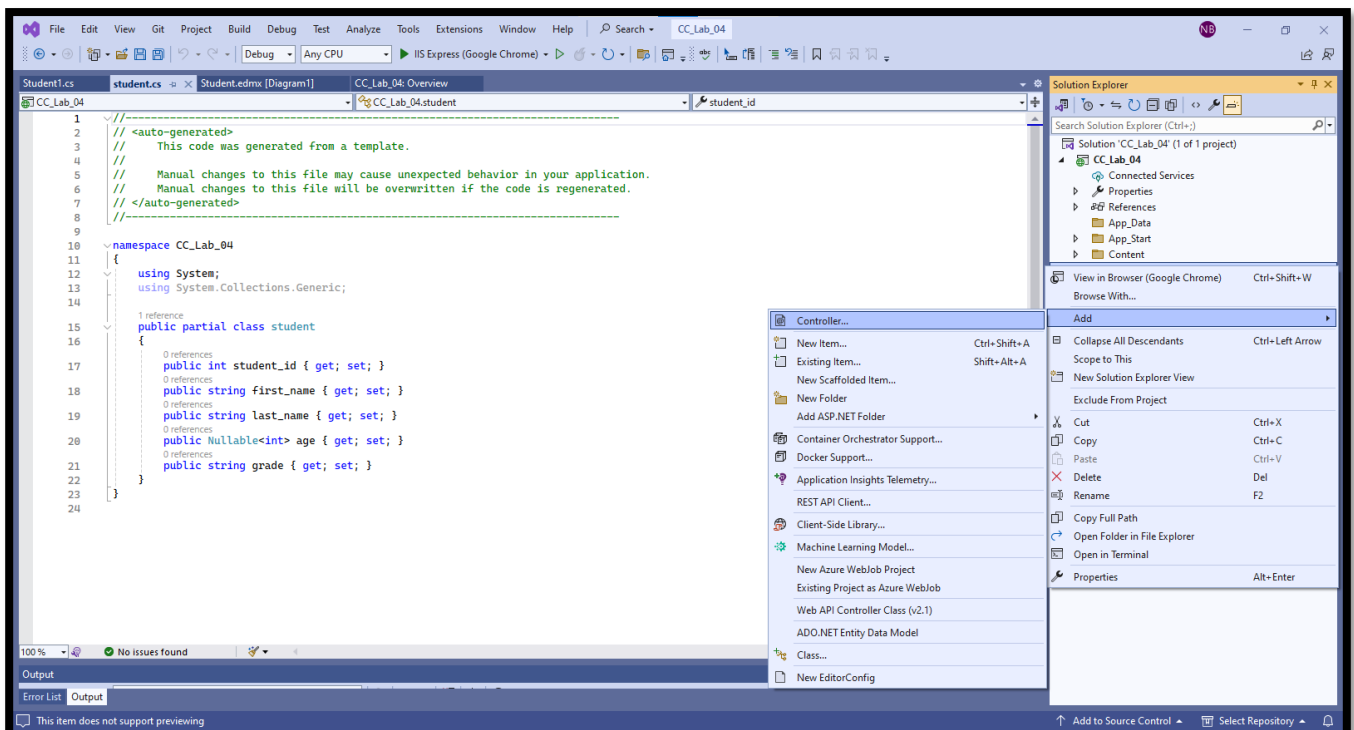 File Edit View Git Project Build Debug Test Analyze Tools Extensions Window Help Search CC_Lab_04 NB
Debug Any CPU IIS Express (Google Chrome)
Student1.cs student.cs Student.edmx [Diagram1] CC_Lab_04: Overview
CC_Lab_04 CC_Lab_04.student student_id
1 //------------------------------------------------------------------------------
2 // <auto-generated>
3 //     This code was generated from a template.
4 //
5 //     Manual changes to this file may cause unexpected behavior in your application.
6 //     Manual changes to this file will be overwritten if the code is regenerated.
7 // </auto-generated>
8 //------------------------------------------------------------------------------
9
10 namespace CC_Lab_04
11 {
12     using System;
13     using System.Collections.Generic;
14
1 reference
15     public partial class student
16     {
0 references
17         public int student_id { get; set; }
0 references
18         public string first_name { get; set; }
0 references
19         public string last_name { get; set; }
0 references
20         public Nullable<int> age { get; set; }
0 references
21         public string grade { get; set; }
22     }
23 }
24
100 % No issues found
Output
Error List Output
This item does not support previewing
Add to Source Control Select Repository
Solution Explorer
Search Solution Explorer (Ctrl+;)
Solution 'CC_Lab_04' (1 of 1 project)
CC_Lab_04
Connected Services
Properties
References
App_Data
App_Start
Content
View in Browser (Google Chrome) Ctrl+Shift+W
Browse With...
Add
Collapse All Descendants Ctrl+Left Arrow
Scope to This
New Solution Explorer View
Exclude From Project
Cut Ctrl+X
Copy Ctrl+C
Paste Ctrl+V
Delete Del
Rename F2
Copy Full Path
Open Folder in File Explorer
Open in Terminal
Properties Alt+Enter
Controller...
New Item... Ctrl+Shift+A
Existing Item... Shift+Alt+A
New Scaffolded Item...
New Folder
Add ASP.NET Folder
Container Orchestrator Support...
Docker Support...
Application Insights Telemetry...
REST API Client...
Client-Side Library...
Machine Learning Model...
New Azure WebJob Project
Existing Project as Azure WebJob
Web API Controller Class (v2.1)
ADO.NET Entity Data Model
Class...
New EditorConfig